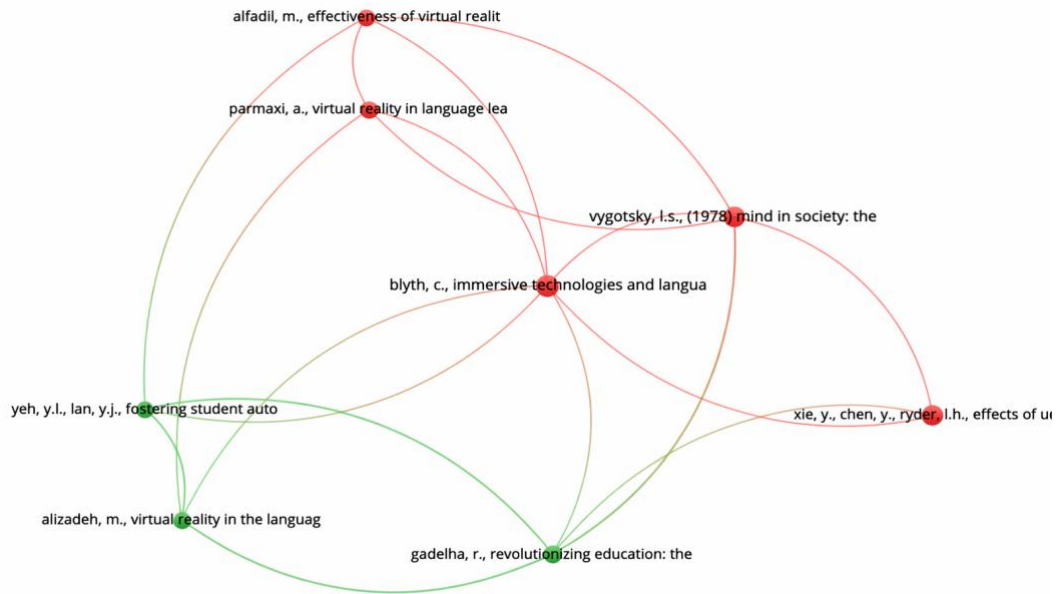 alfadil, m., effectiveness of virtual realit
parmaxi, a., virtual reality in language lea
vygotsky, l.s., (1978) mind in society: the
blyth, c., immersive technologies and langua
yeh, y.l., lan, y.j., fostering student auto
xie, y., chen, y., ryder, l.h., effects of u
alizadeh, m., virtual reality in the languag
gadelha, r., revolutionizing education: the